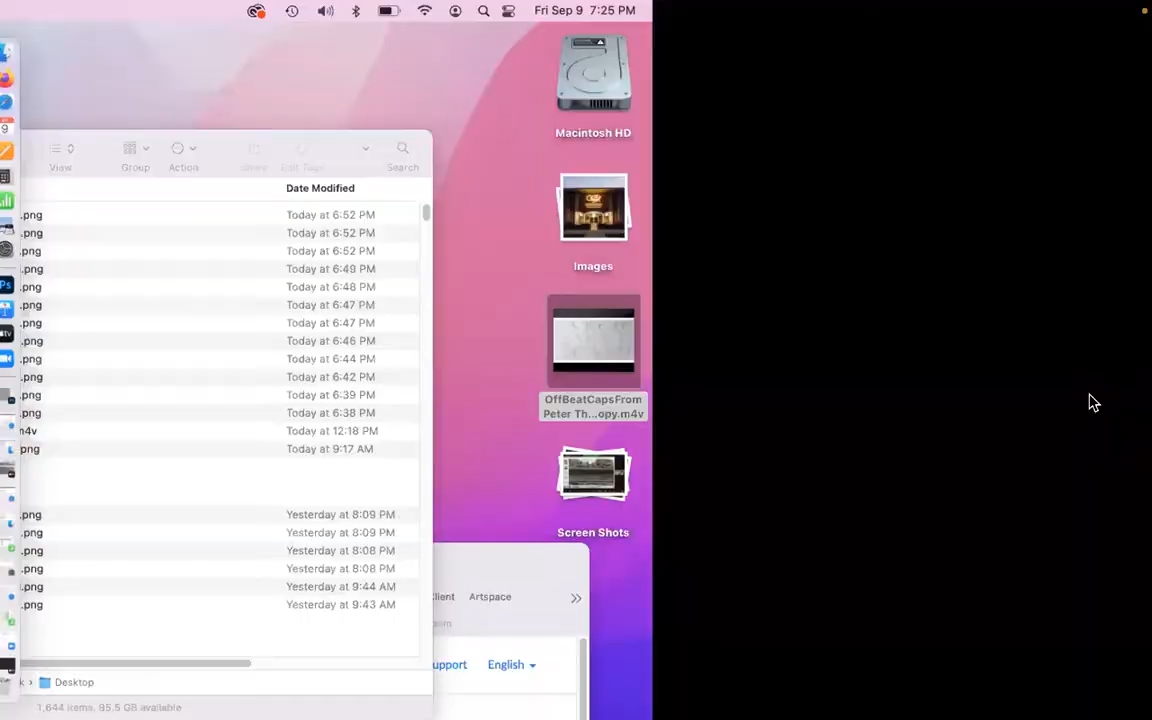 Fri Sep 9 7:25 PM
Macintosh HD
Images
OffBeatCapsFrom
Peter Th...opy.m4v
Screen Shots
View
Group
Action
Share
Edit Tags
Search
Date Modified
.png Today at 6:52 PM
.png Today at 6:52 PM
.png Today at 6:52 PM
.png Today at 6:49 PM
.png Today at 6:48 PM
.png Today at 6:47 PM
.png Today at 6:47 PM
.png Today at 6:46 PM
.png Today at 6:44 PM
.png Today at 6:42 PM
.png Today at 6:39 PM
.png Today at 6:38 PM
m4v Today at 12:18 PM
png Today at 9:17 AM
.png Yesterday at 8:09 PM
.png Yesterday at 8:09 PM
.png Yesterday at 8:08 PM
.png Yesterday at 8:08 PM
.png Yesterday at 9:44 AM
.png Yesterday at 9:43 AM
k › Desktop
1,644 items, 95.5 GB available
lient Artspace
upport English
9
Ps
tv